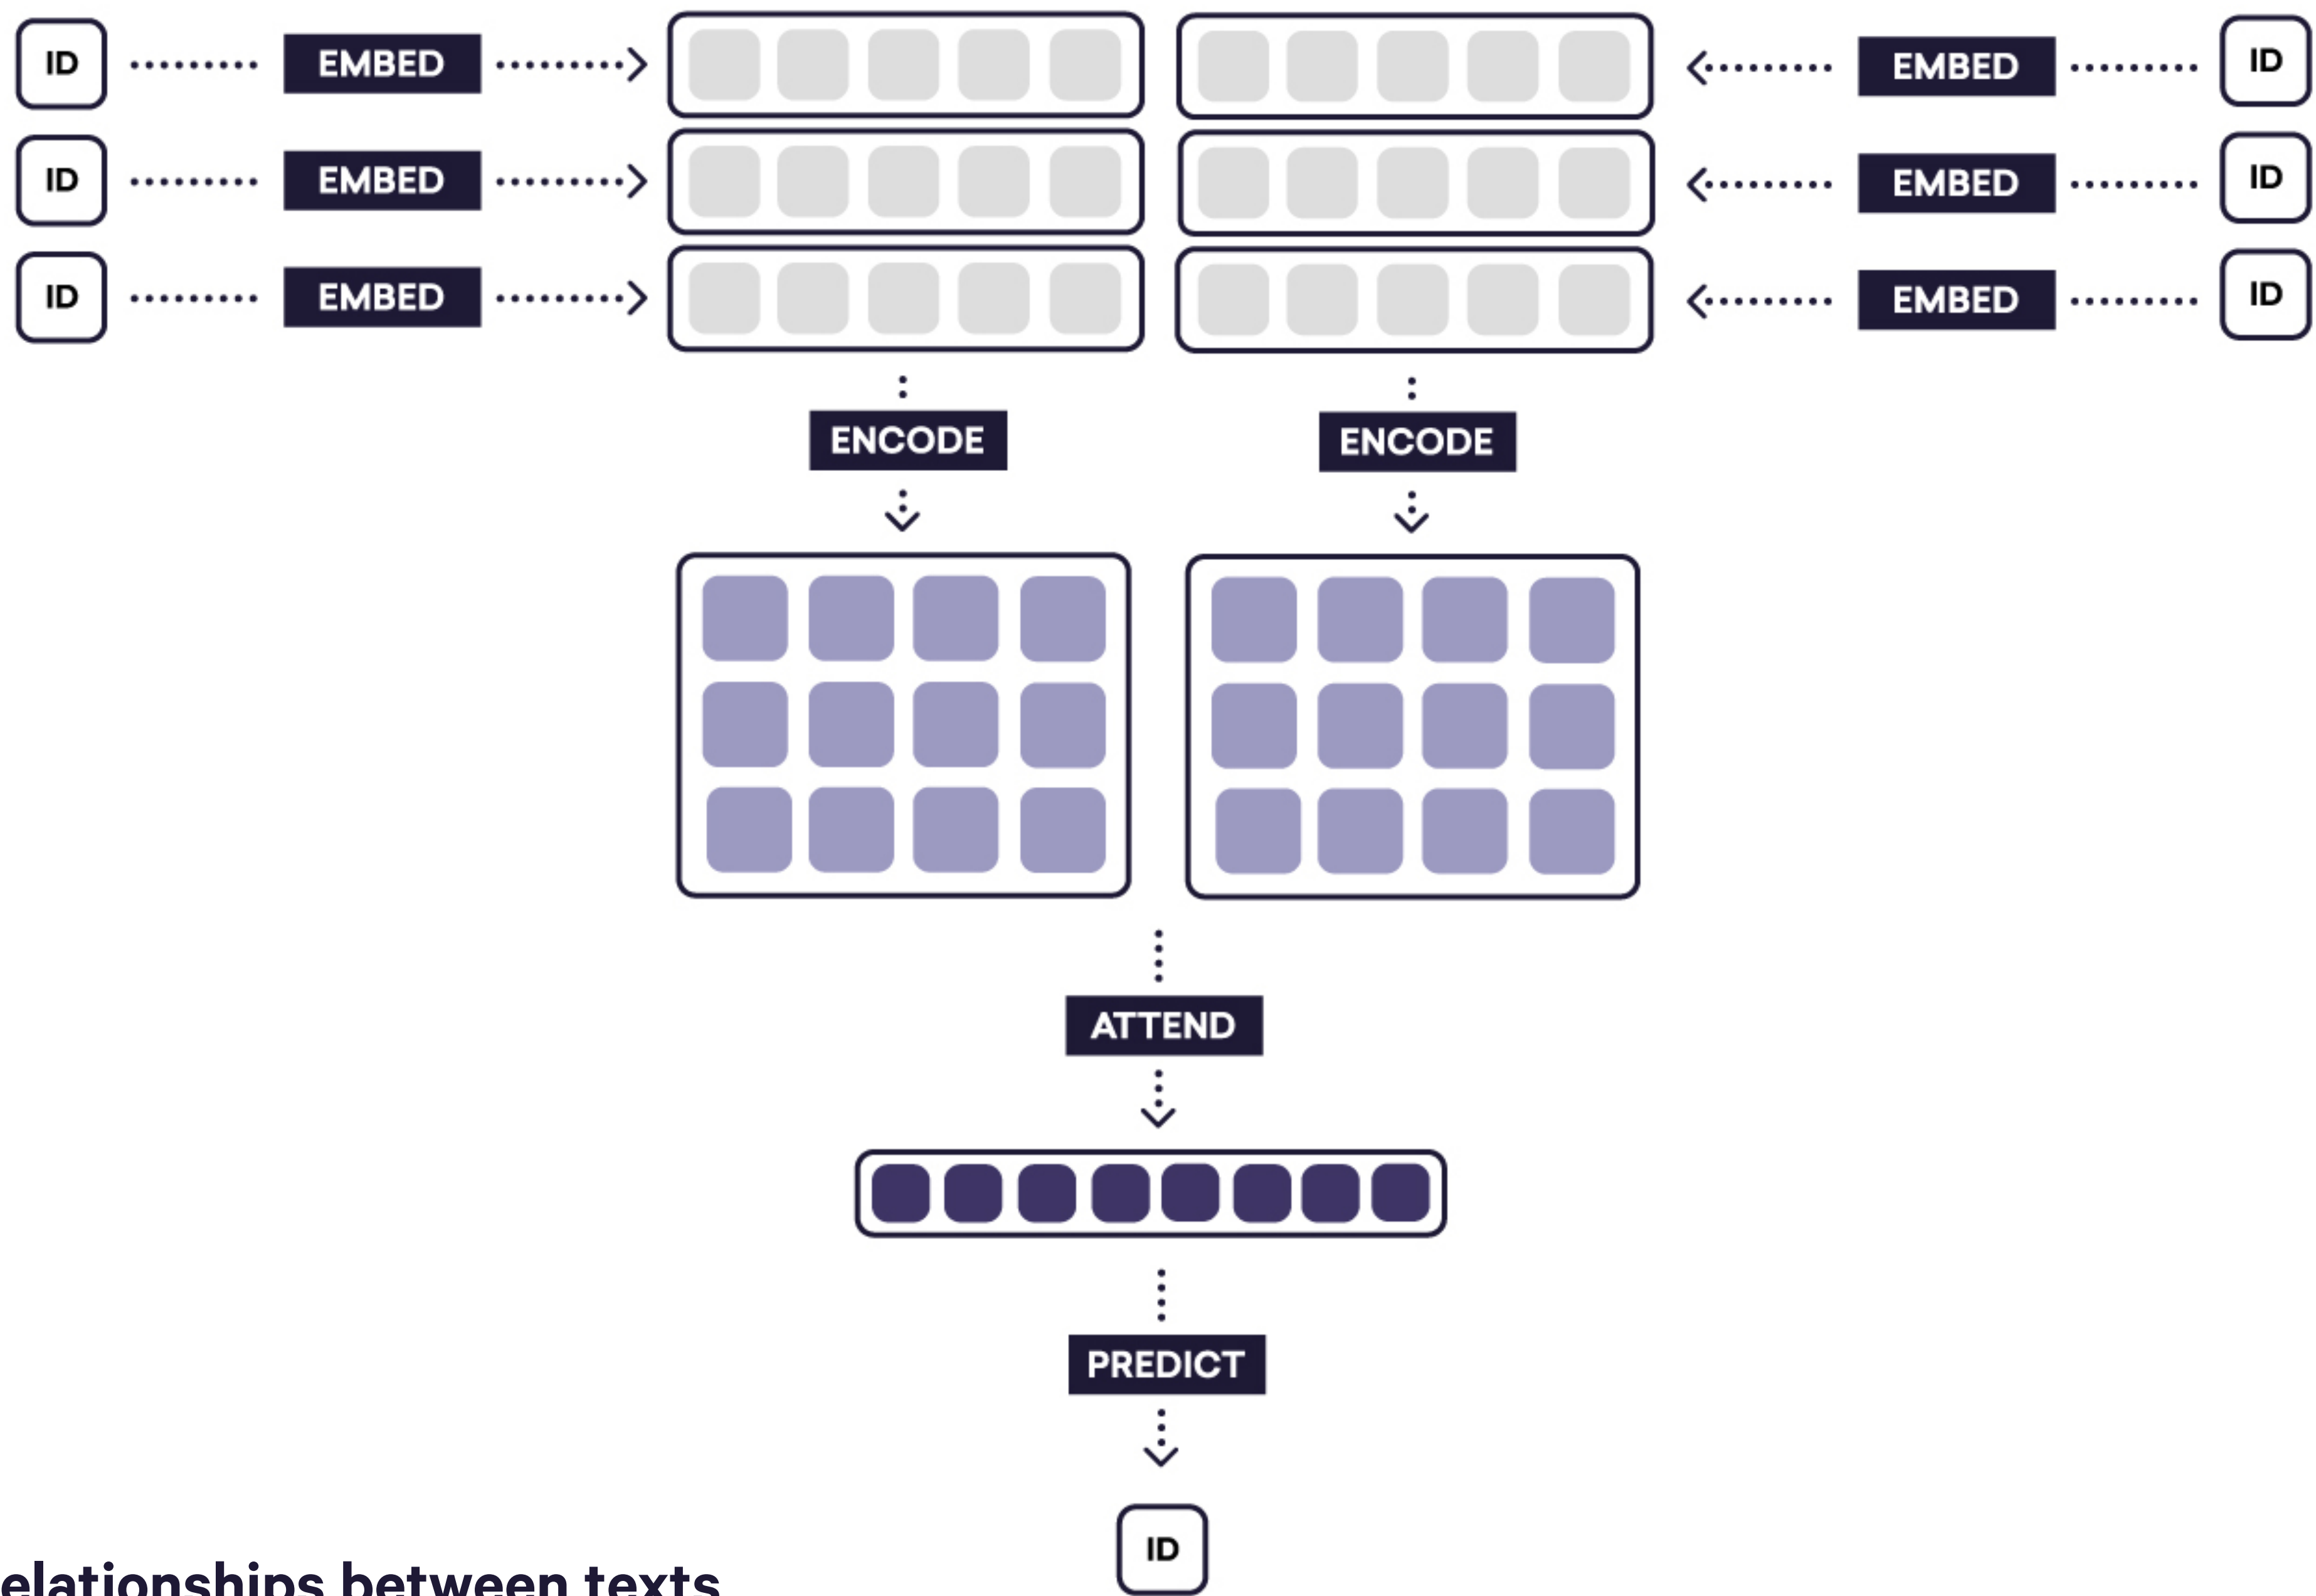 ID EMBED EMBED ID
ID EMBED EMBED ID
ID EMBED EMBED ID
ENCODE ENCODE
ATTEND
PREDICT
ID
elationships between texts